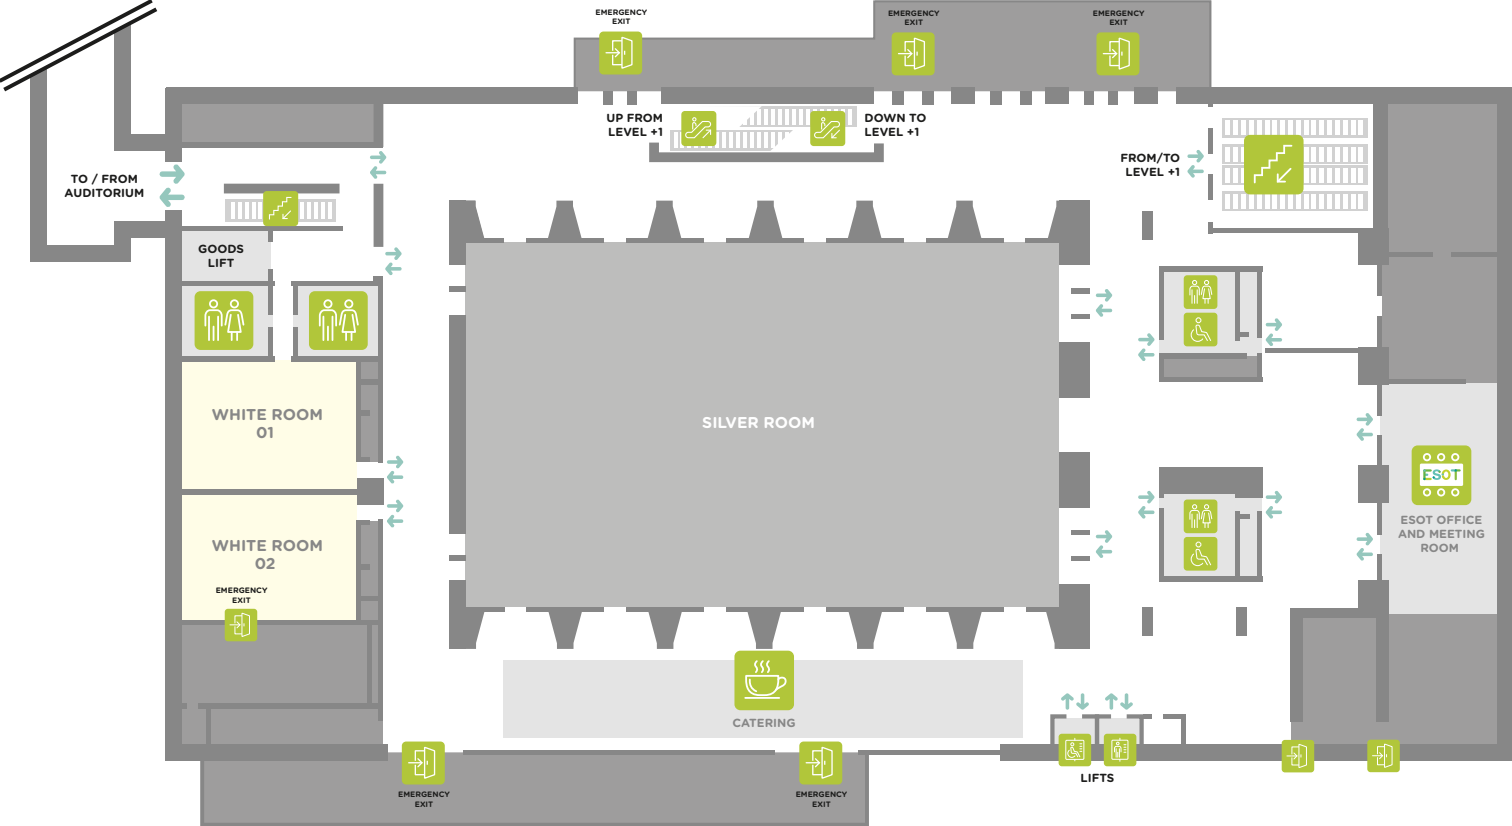 EMERGENCY
EXIT
EMERGENCY
EXIT
EMERGENCY
EXIT
UP FROM
LEVEL +1
DOWN TO
LEVEL +1
FROM/TO
LEVEL +1
TO / FROM
AUDITORIUM
GOODS
LIFT
WHITE ROOM
01
SILVER ROOM
ESOT
ESOT OFFICE
AND MEETING
ROOM
WHITE ROOM
02
EMERGENCY
EXIT
CATERING
EMERGENCY
EXIT
EMERGENCY
EXIT
LIFTS